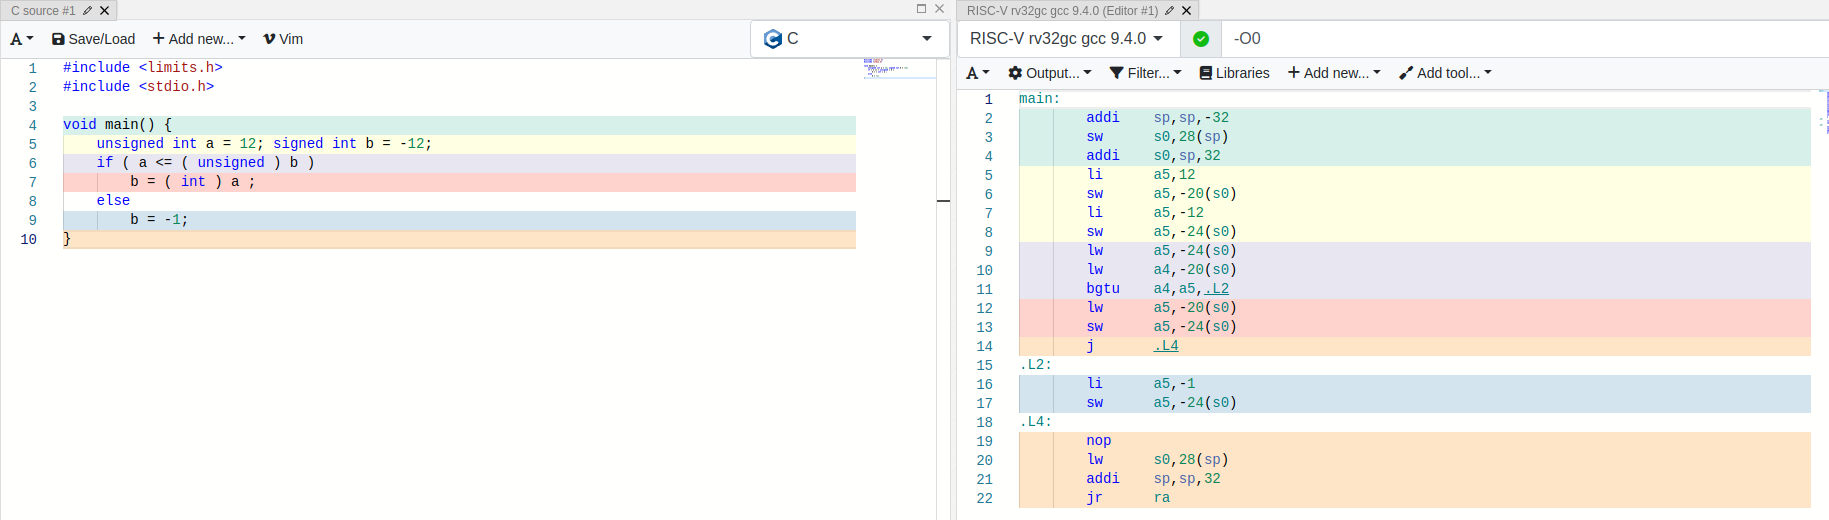 C source #1
A Save/Load + Add new... Vim C
1 #include <limits.h>
2 #include <stdio.h>
3
4 void main() {
5     unsigned int a = 12; signed int b = -12;
6     if ( a <= ( unsigned ) b )
7         b = ( int ) a ;
8     else
9         b = -1;
10 }
RISC-V rv32gc gcc 9.4.0 (Editor #1)
RISC-V rv32gc gcc 9.4.0 -O0
A Output... Filter... Libraries + Add new... Add tool...
1 main:
2         addi    sp,sp,-32
3         sw      s0,28(sp)
4         addi    s0,sp,32
5         li      a5,12
6         sw      a5,-20(s0)
7         li      a5,-12
8         sw      a5,-24(s0)
9         lw      a5,-24(s0)
10         lw      a4,-20(s0)
11         bgtu    a4,a5,.L2
12         lw      a5,-20(s0)
13         sw      a5,-24(s0)
14         j       .L4
15 .L2:
16         li      a5,-1
17         sw      a5,-24(s0)
18 .L4:
19         nop
20         lw      s0,28(sp)
21         addi    sp,sp,32
22         jr      ra